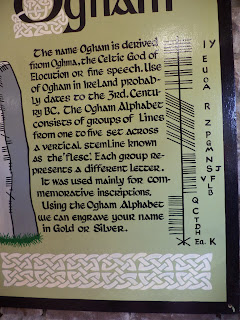 Ogham
The name Ogham is derived
from Oghma, the Celtic God of
Elocution or fine speech. Use
of Ogham in Ireland probab-
ly dates to the 3rd. Centu-
ry BC. The Ogham Alphabet
consists of groups of Lines
from one to five set across
a vertical stemline known
as the 'flesc'. Each group re-
presents a different letter.
It was used mainly for com-
memorative inscriptions.
Using the Ogham Alphabet
we can engrave your name
in Gold or Silver.
I Y
E
U
O
A
R
Z
P
G
M
N
S J
V F
L
B
Q
C
T
D
H
Ea. K